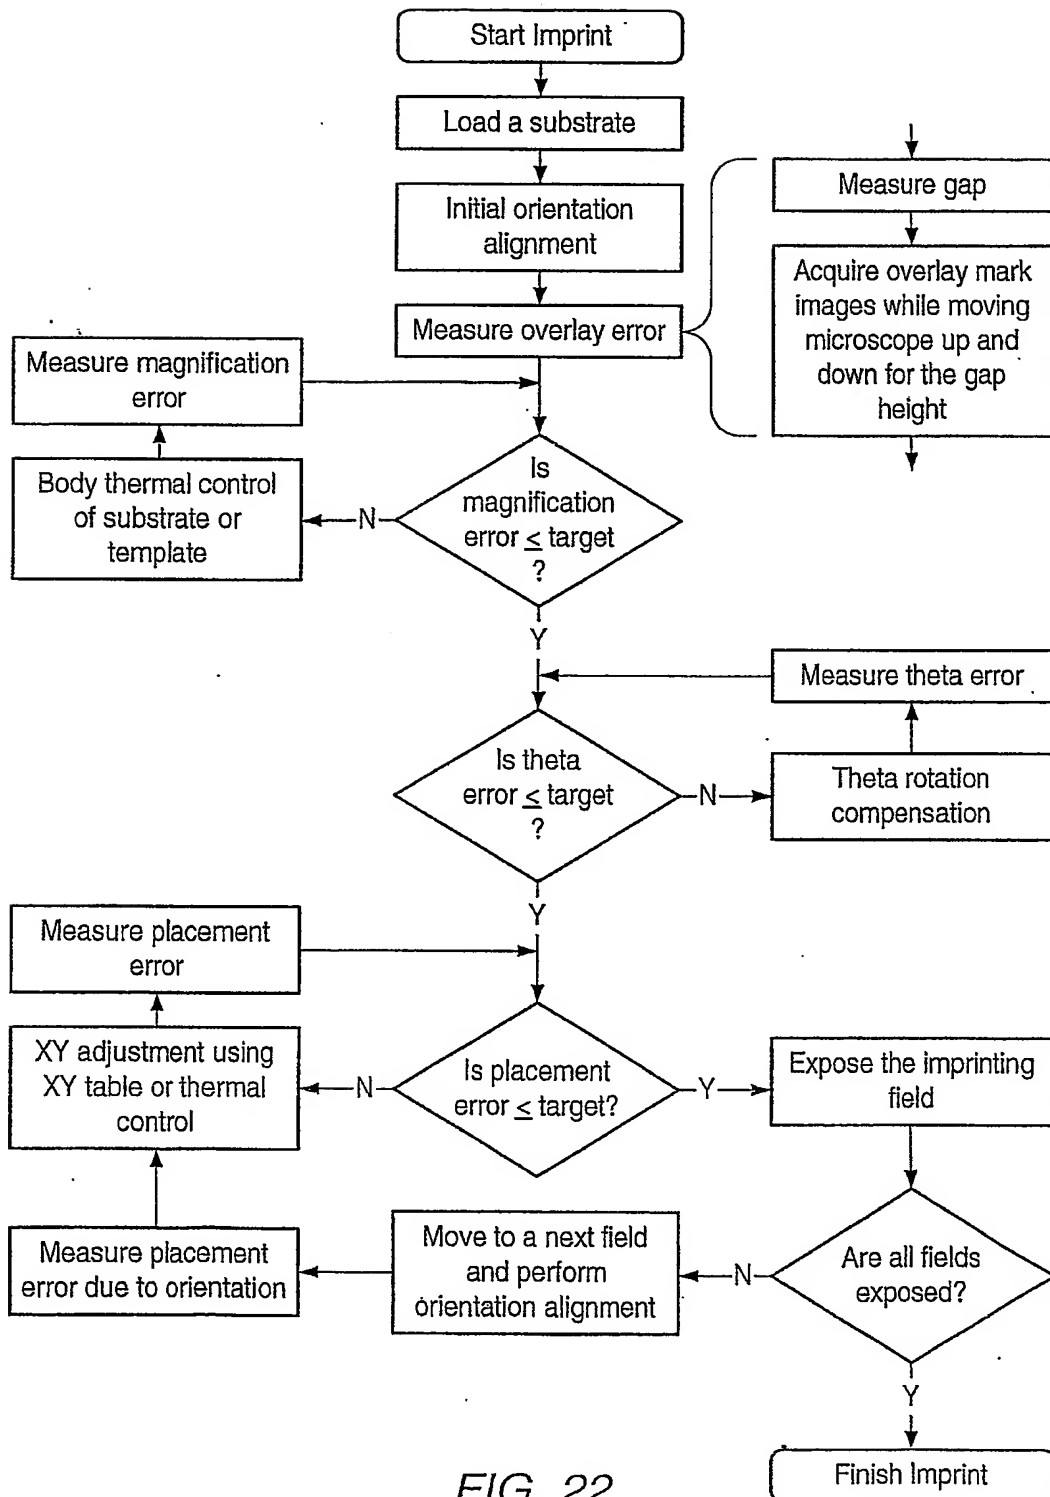 Start Imprint
Load a substrate
Initial orientation
alignment
Measure overlay error
Measure gap
Acquire overlay mark
images while moving
microscope up and
down for the gap
height
Measure magnification
error
Body thermal control
of substrate or
template
N
Is
magnification
error ≤ target
?
Y
Measure theta error
Is theta
error ≤ target
?
N
Theta rotation
compensation
Y
Measure placement
error
XY adjustment using
XY table or thermal
control
N
Is placement
error ≤ target?
Y
Expose the imprinting
field
Measure placement
error due to orientation
Move to a next field
and perform
orientation alignment
N
Are all fields
exposed?
Y
Finish Imprint
FIG. 22